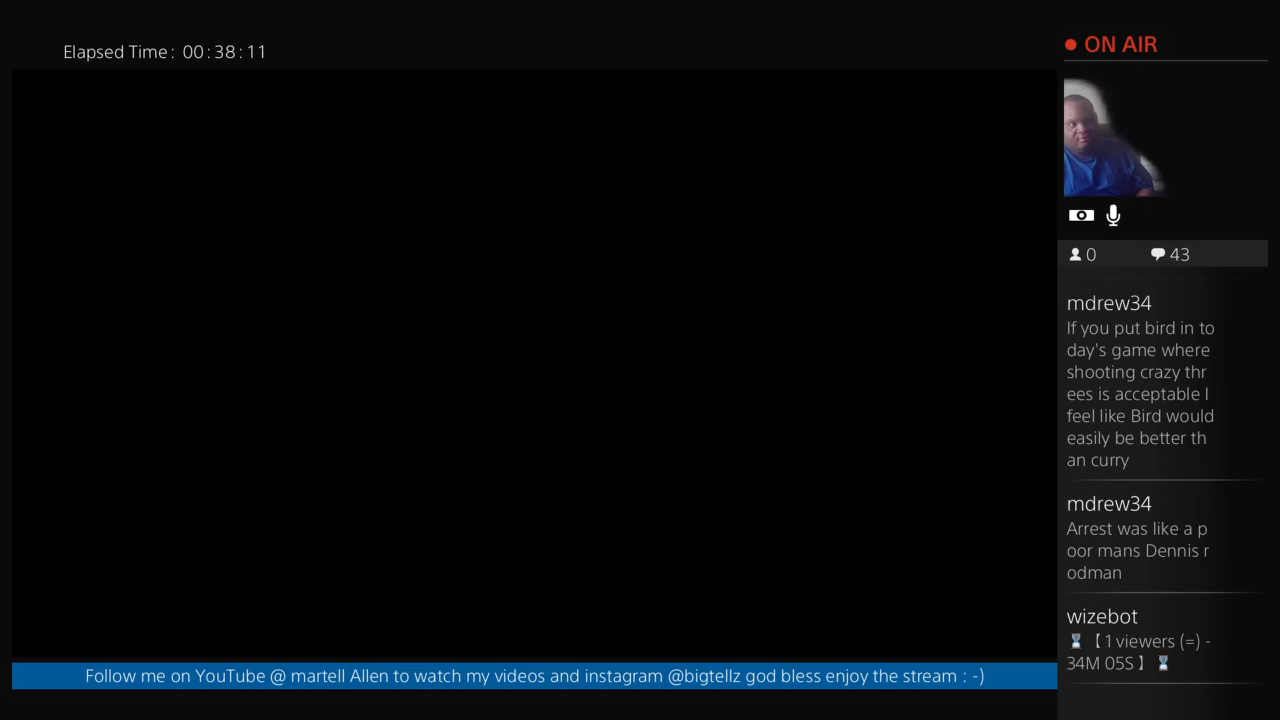 Elapsed Time: 00:38:11
ON AIR
0 43
mdrew34
If you put bird in to
day's game where
shooting crazy thr
ees is acceptable I
feel like Bird would
easily be better th
an curry
mdrew34
Arrest was like a p
oor mans Dennis r
odman
wizebot
⌛【1 viewers (=) -
34M 05S】⌛
Follow me on YouTube @ martell Allen to watch my videos and instagram @bigtellz god bless enjoy the stream : -)